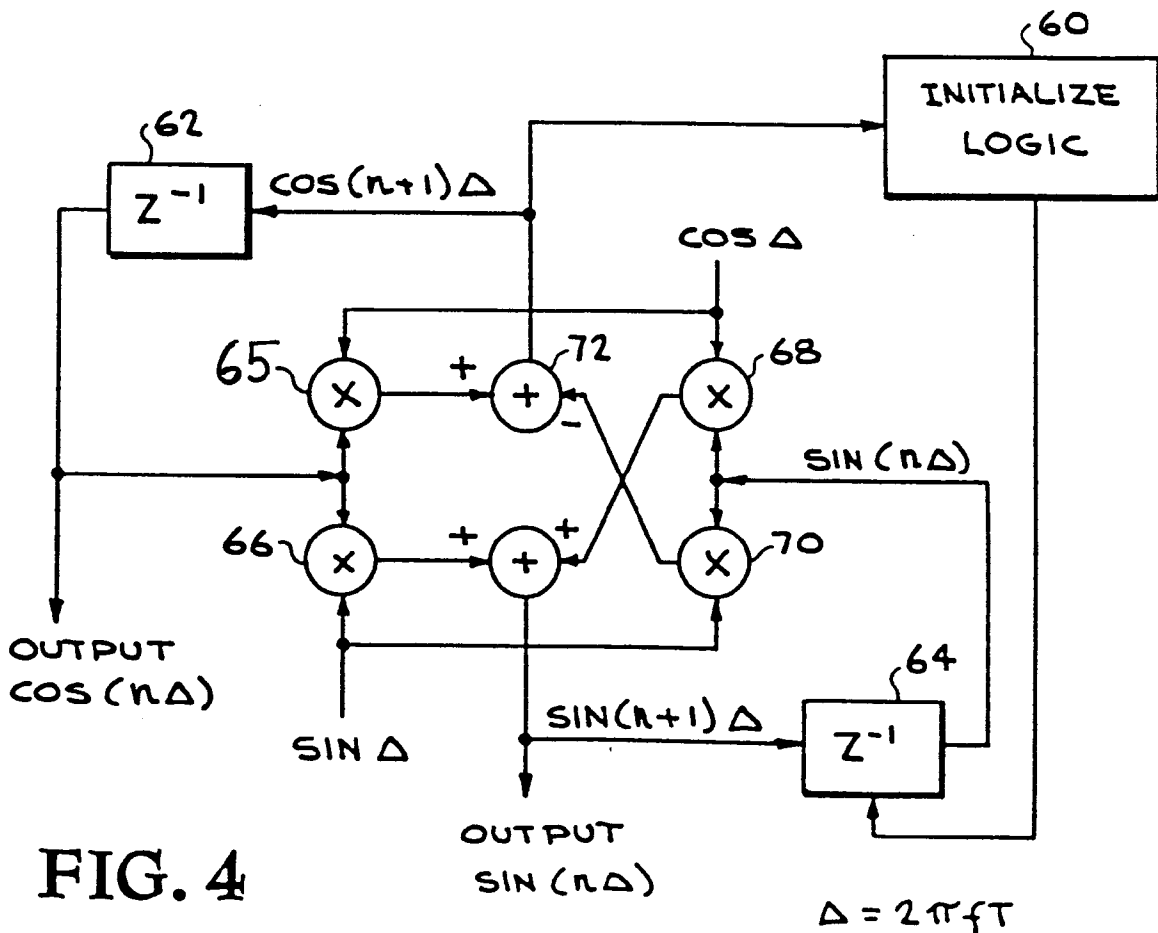 60
INITIALIZE
LOGIC
62
Z⁻¹
COS(n+1)Δ
COS Δ
65
×
+
72
+
−
68
×
SIN(nΔ)
66
×
+
+
+
70
×
OUTPUT
COS(nΔ)
SIN Δ
SIN(n+1)Δ
64
Z⁻¹
OUTPUT
SIN(nΔ)
FIG. 4
Δ = 2πfT